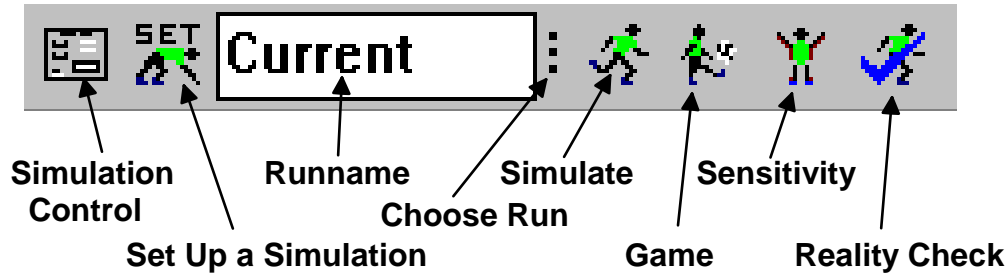 SET
Current
Simulation
Control
Runname
Simulate
Sensitivity
Choose Run
Set Up a Simulation
Game
Reality Check